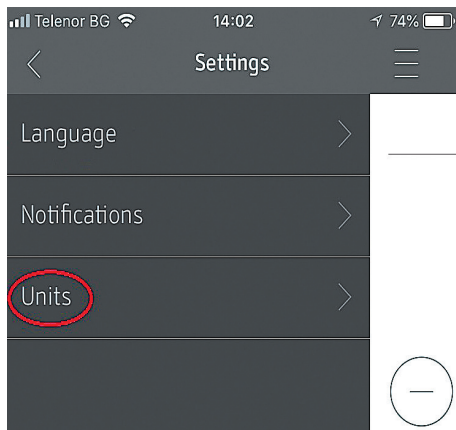 Telenor BG 14:02 74%
Settings
Language
Notifications
Units